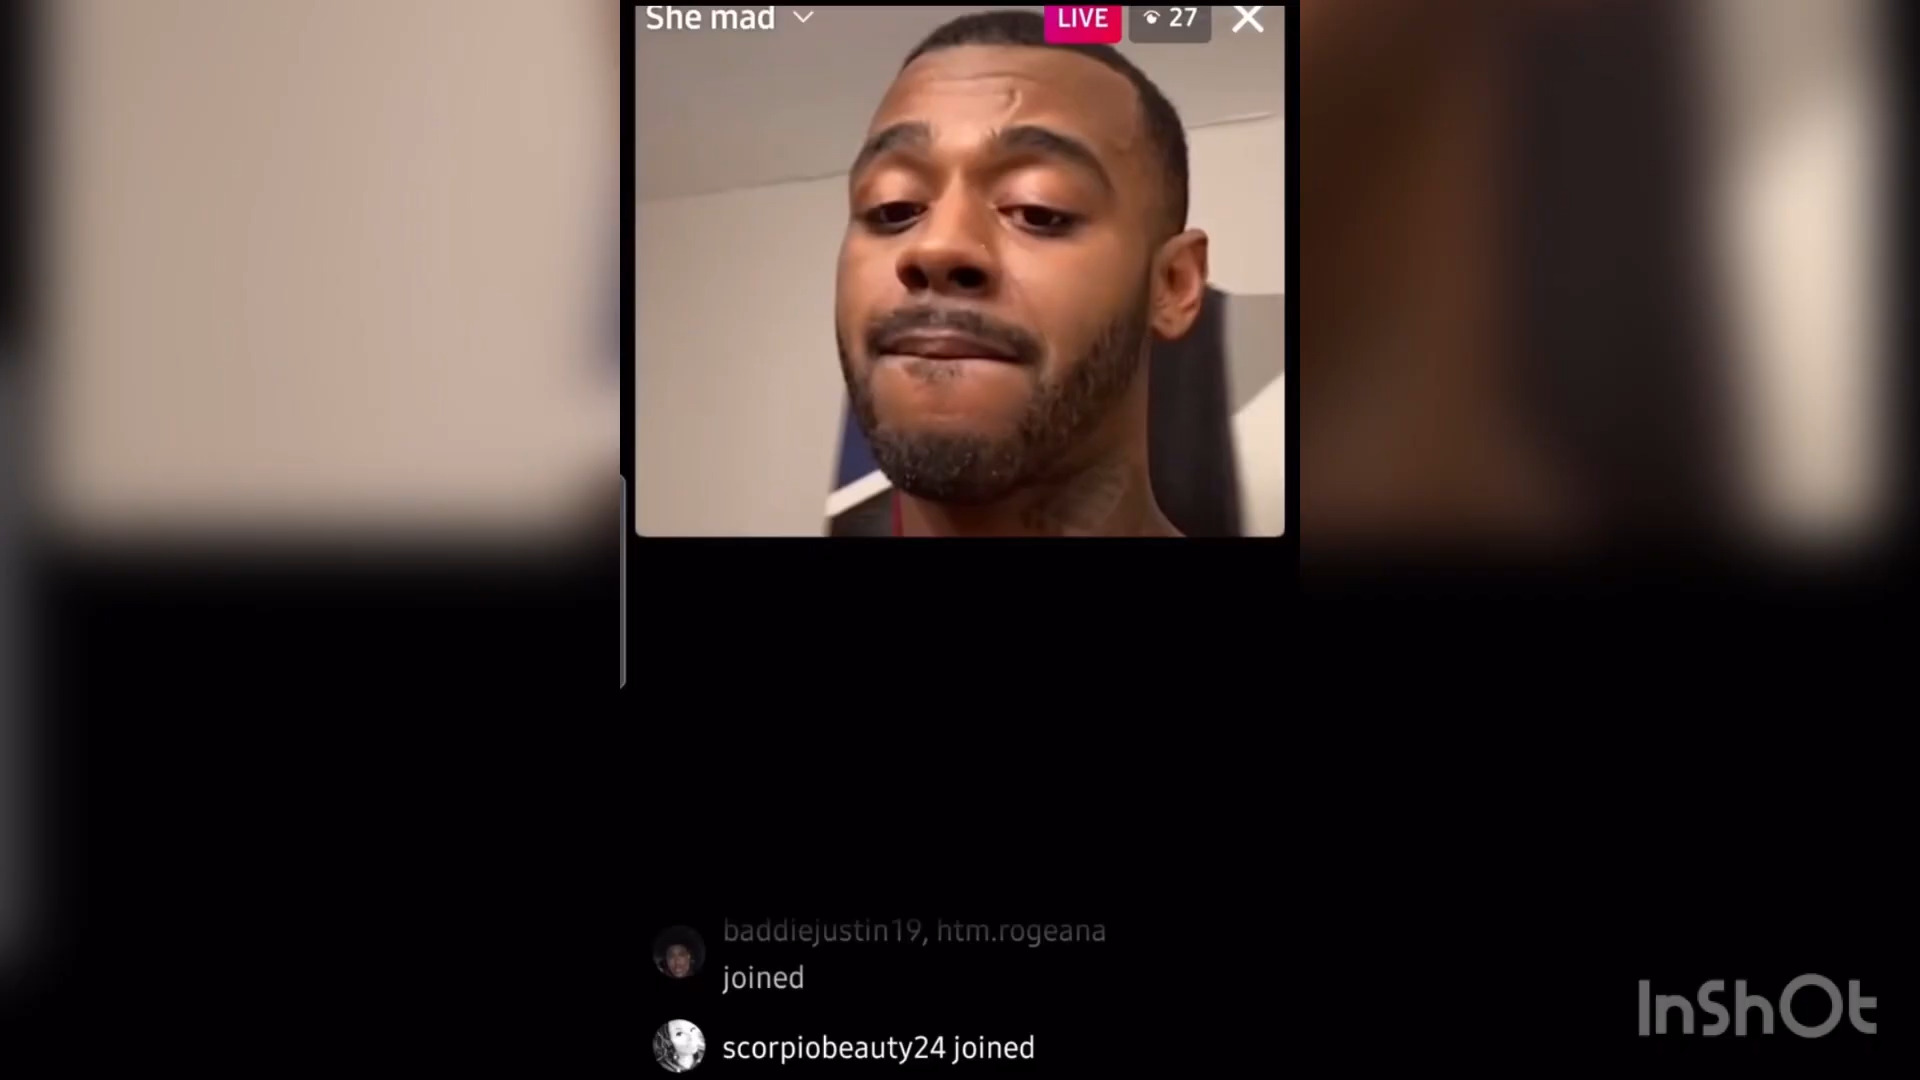 She mad
LIVE
27
baddiejustin19, htm.rogeana
joined
scorpiobeauty24 joined
InShOt